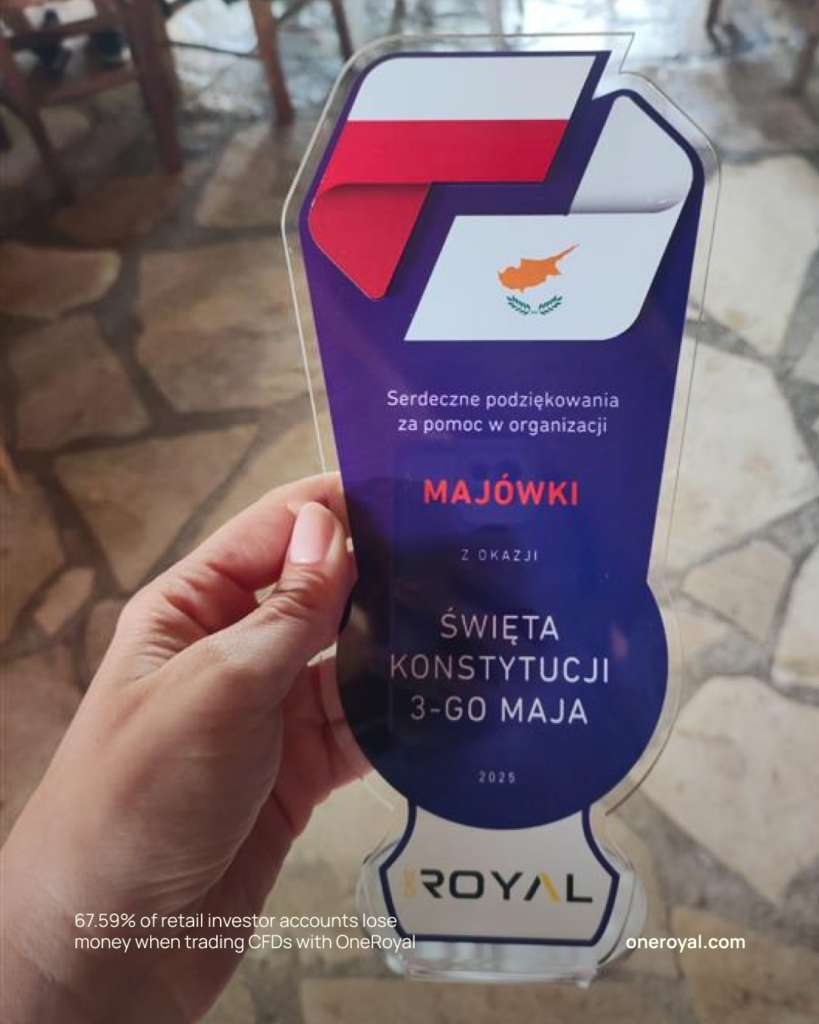 Serdeczne podziękowania
za pomoc w organizacji
MAJÓWKI
Z OKAZJI
ŚWIĘTA
KONSTYTUCJI
3-GO MAJA
2025
ONE ROYAL
67.59% of retail investor accounts lose
money when trading CFDs with OneRoyal
oneroyal.com